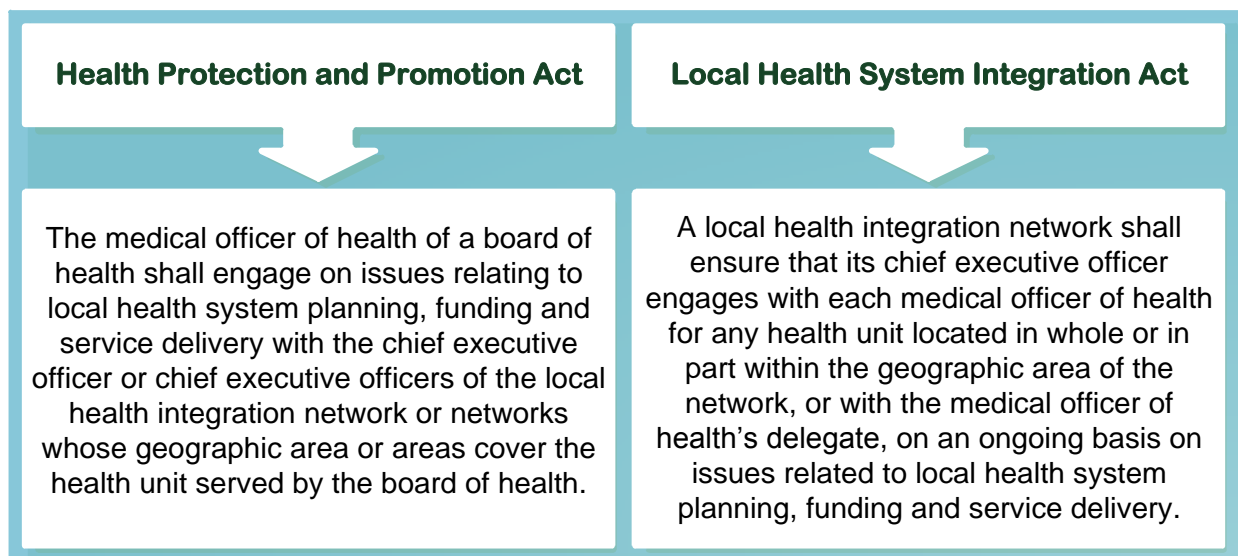 Health Protection and Promotion Act
The medical officer of health of a board of
health shall engage on issues relating to
local health system planning, funding and
service delivery with the chief executive
officer or chief executive officers of the local
health integration network or networks
whose geographic area or areas cover the
health unit served by the board of health.
Local Health System Integration Act
A local health integration network shall
ensure that its chief executive officer
engages with each medical officer of health
for any health unit located in whole or in
part within the geographic area of the
network, or with the medical officer of
health’s delegate, on an ongoing basis on
issues related to local health system
planning, funding and service delivery.